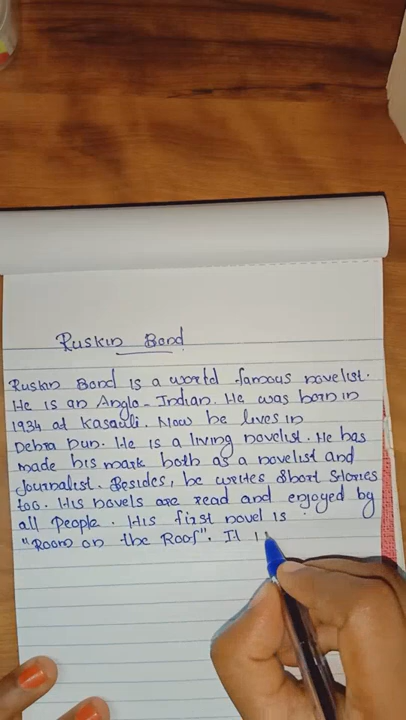 Ruskin Bond
Ruskin Bond is a world famous novelist.
He is an Anglo-Indian. He was born in
1934 at Kasauli. Now he lives in
Dehra Dun. He is a living novelist. He has
made his mark both as a novelist and
Journalist. Besides, he writes short stories
too. His novels are read and enjoyed by
all people. His first novel is
"Room on the Roof". It